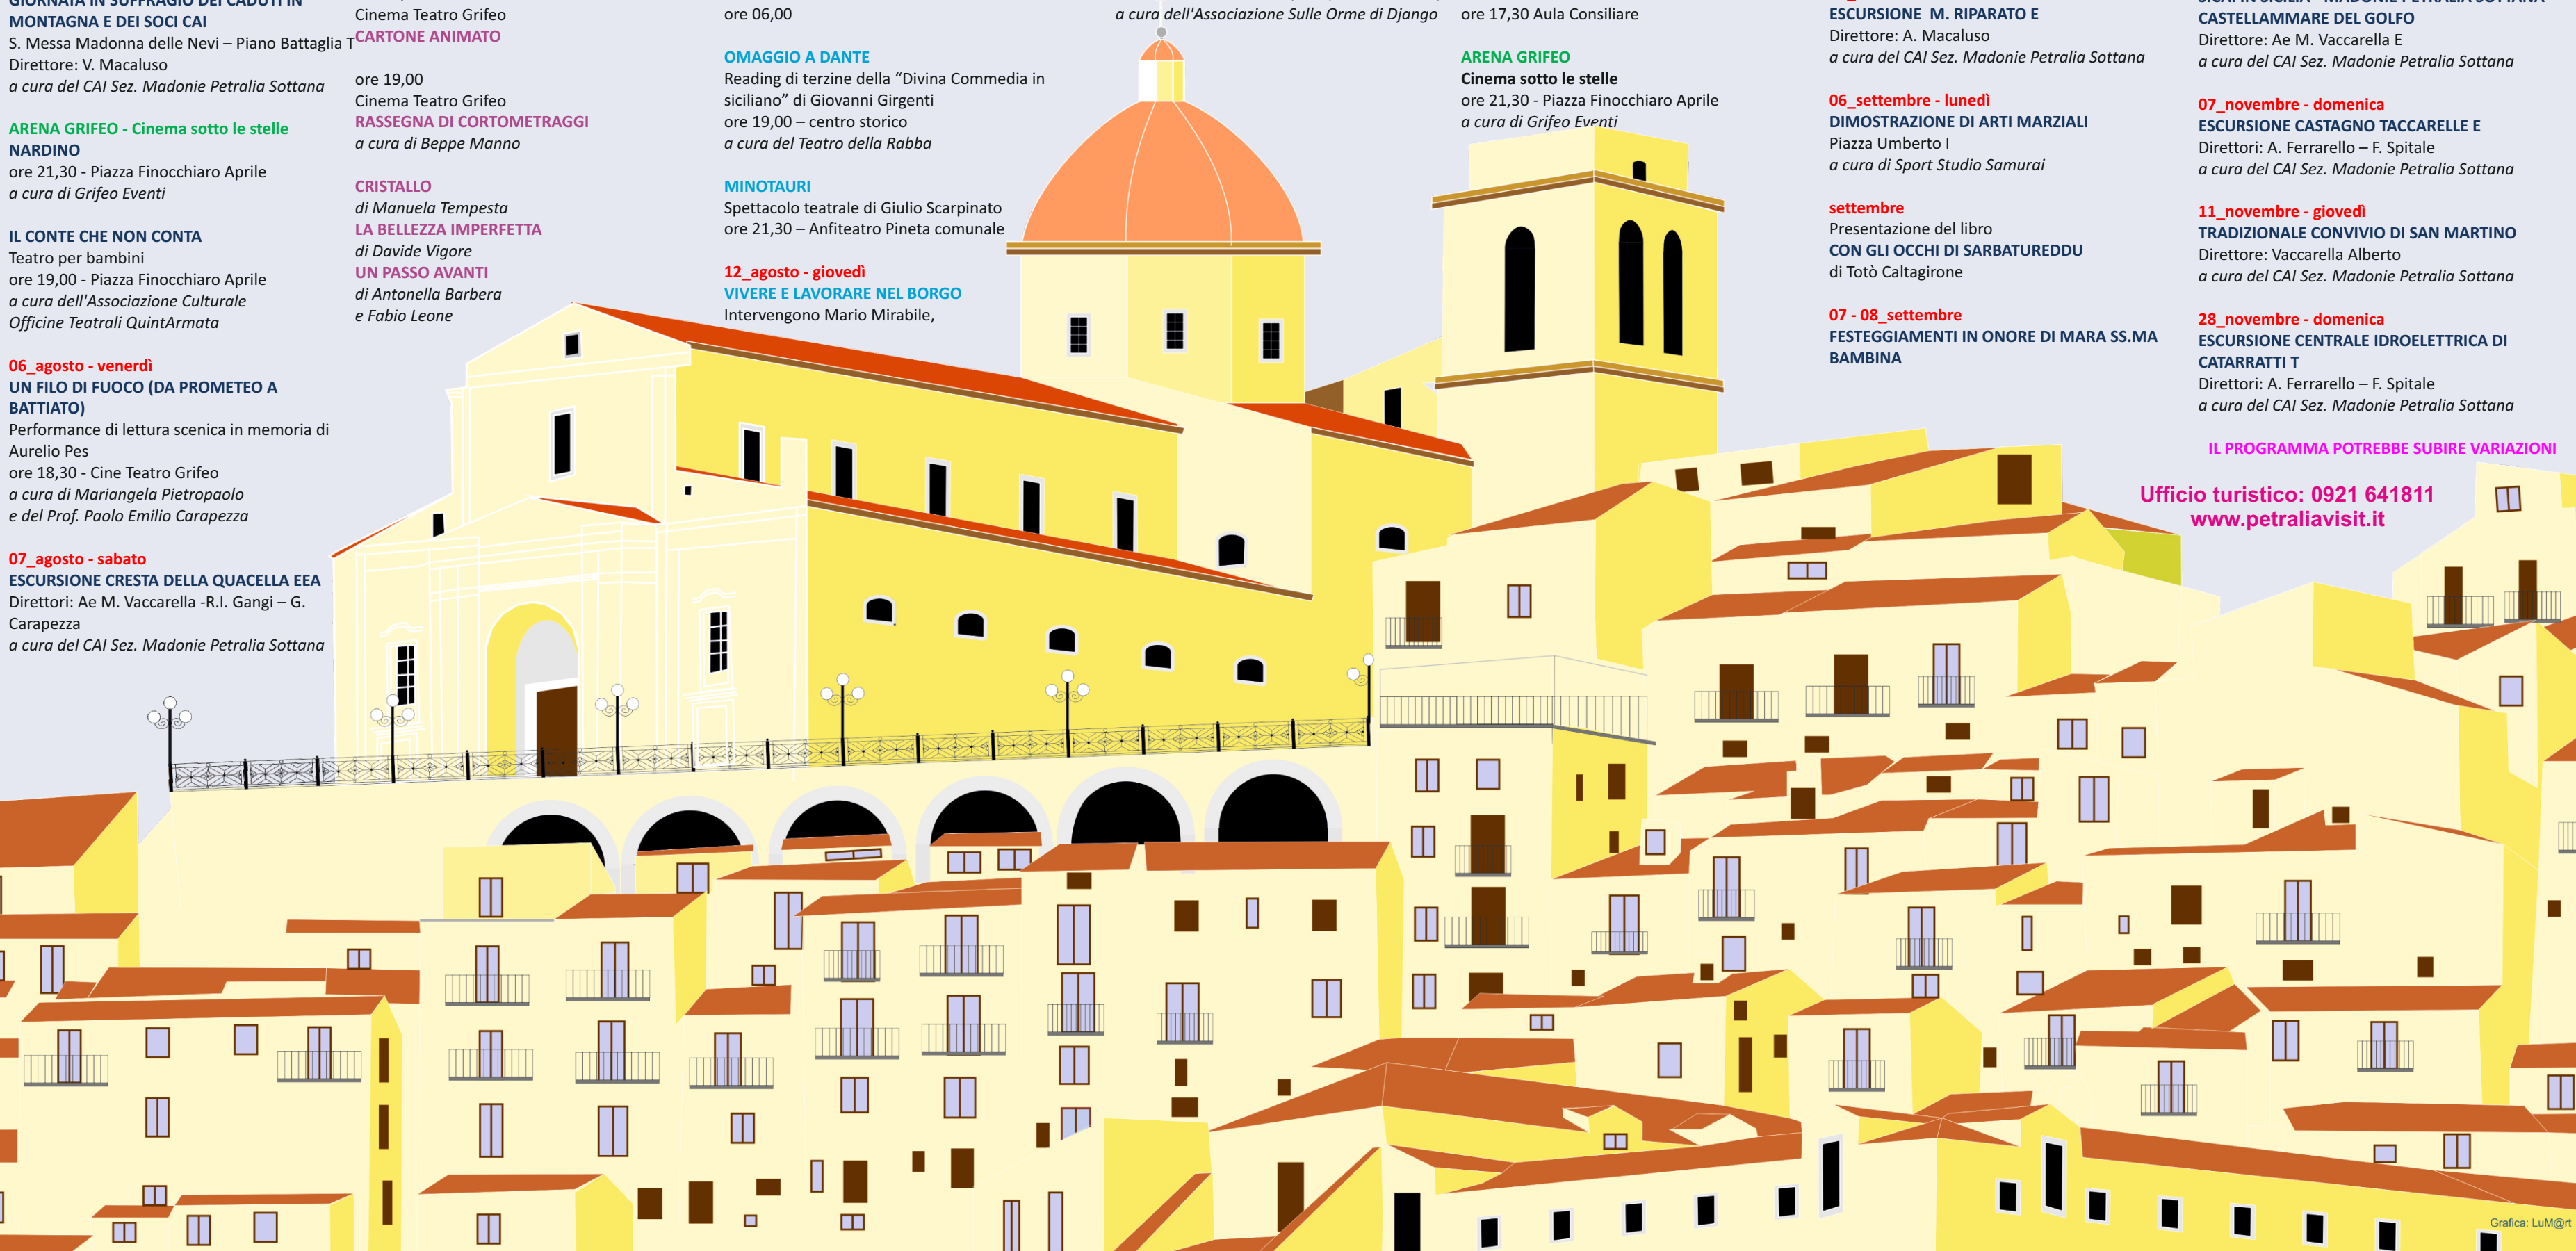 GIORNATA IN SUFFRAGIO DEI CADUTI IN
MONTAGNA E DEI SOCI CAI
S. Messa Madonna delle Nevi – Piano Battaglia T
Direttore: V. Macaluso
a cura del CAI Sez. Madonie Petralia Sottana
ARENA GRIFEO - Cinema sotto le stelle
NARDINO
ore 21,30 - Piazza Finocchiaro Aprile
a cura di Grifeo Eventi
IL CONTE CHE NON CONTA
Teatro per bambini
ore 19,00 - Piazza Finocchiaro Aprile
a cura dell'Associazione Culturale
Officine Teatrali QuintArmata
06_agosto - venerdì
UN FILO DI FUOCO (DA PROMETEO A
BATTIATO)
Performance di lettura scenica in memoria di
Aurelio Pes
ore 18,30 - Cine Teatro Grifeo
a cura di Mariangela Pietropaolo
e del Prof. Paolo Emilio Carapezza
07_agosto - sabato
ESCURSIONE CRESTA DELLA QUACELLA EEA
Direttori: Ae M. Vaccarella -R.I. Gangi – G.
Carapezza
a cura del CAI Sez. Madonie Petralia Sottana
Cinema Teatro Grifeo
CARTONE ANIMATO
ore 19,00
Cinema Teatro Grifeo
RASSEGNA DI CORTOMETRAGGI
a cura di Beppe Manno
CRISTALLO
di Manuela Tempesta
LA BELLEZZA IMPERFETTA
di Davide Vigore
UN PASSO AVANTI
di Antonella Barbera
e Fabio Leone
ore 06,00
OMAGGIO A DANTE
Reading di terzine della “Divina Commedia in
siciliano” di Giovanni Girgenti
ore 19,00 – centro storico
a cura del Teatro della Rabba
MINOTAURI
Spettacolo teatrale di Giulio Scarpinato
ore 21,30 – Anfiteatro Pineta comunale
12_agosto - giovedì
VIVERE E LAVORARE NEL BORGO
Intervengono Mario Mirabile,
a cura dell'Associazione Sulle Orme di Django
ore 17,30 Aula Consiliare
ARENA GRIFEO
Cinema sotto le stelle
ore 21,30 - Piazza Finocchiaro Aprile
a cura di Grifeo Eventi
ESCURSIONE M. RIPARATO E
Direttore: A. Macaluso
a cura del CAI Sez. Madonie Petralia Sottana
06_settembre - lunedì
DIMOSTRAZIONE DI ARTI MARZIALI
Piazza Umberto I
a cura di Sport Studio Samurai
settembre
Presentazione del libro
CON GLI OCCHI DI SARBATUREDDU
di Totò Caltagirone
07 - 08_settembre
FESTEGGIAMENTI IN ONORE DI MARA SS.MA
BAMBINA
CASTELLAMMARE DEL GOLFO
Direttore: Ae M. Vaccarella E
a cura del CAI Sez. Madonie Petralia Sottana
07_novembre - domenica
ESCURSIONE CASTAGNO TACCARELLE E
Direttori: A. Ferrarello – F. Spitale
a cura del CAI Sez. Madonie Petralia Sottana
11_novembre - giovedì
TRADIZIONALE CONVIVIO DI SAN MARTINO
Direttore: Vaccarella Alberto
a cura del CAI Sez. Madonie Petralia Sottana
28_novembre - domenica
ESCURSIONE CENTRALE IDROELETTRICA DI
CATARRATTI T
Direttori: A. Ferrarello – F. Spitale
a cura del CAI Sez. Madonie Petralia Sottana
IL PROGRAMMA POTREBBE SUBIRE VARIAZIONI
Ufficio turistico: 0921 641811
www.petraliavisit.it
Grafica: LuM@rt